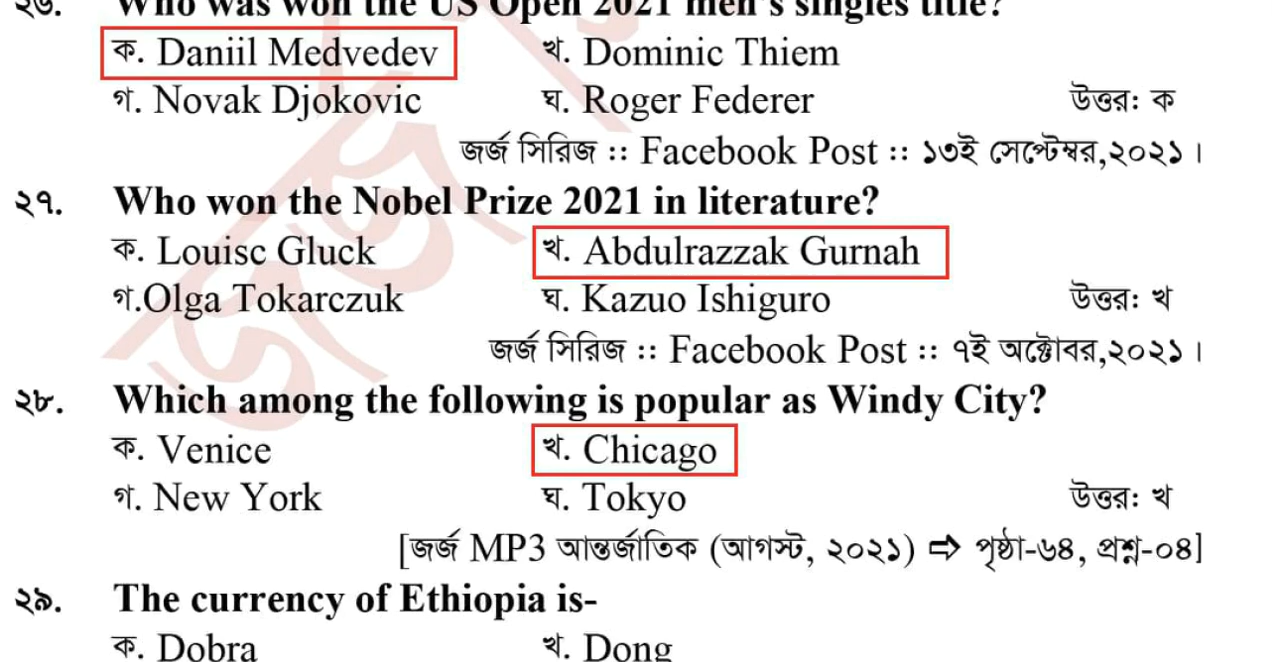 ২৬. Who was won the US Open 2021 men's singles title?
ক. Daniil Medvedev খ. Dominic Thiem
গ. Novak Djokovic ঘ. Roger Federer উত্তর: ক
জর্জ সিরিজ :: Facebook Post :: ১৩ই সেপ্টেম্বর,২০২১।
২৭. Who won the Nobel Prize 2021 in literature?
ক. Louisc Gluck খ. Abdulrazzak Gurnah
গ.Olga Tokarczuk ঘ. Kazuo Ishiguro উত্তর: খ
জর্জ সিরিজ :: Facebook Post :: ৭ই অক্টোবর,২০২১।
২৮. Which among the following is popular as Windy City?
ক. Venice খ. Chicago
গ. New York ঘ. Tokyo উত্তর: খ
[জর্জ MP3 আন্তর্জাতিক (আগস্ট, ২০২১) ⇨ পৃষ্ঠা-৬৪, প্রশ্ন-০৪]
২৯. The currency of Ethiopia is-
ক. Dobra খ. Dong